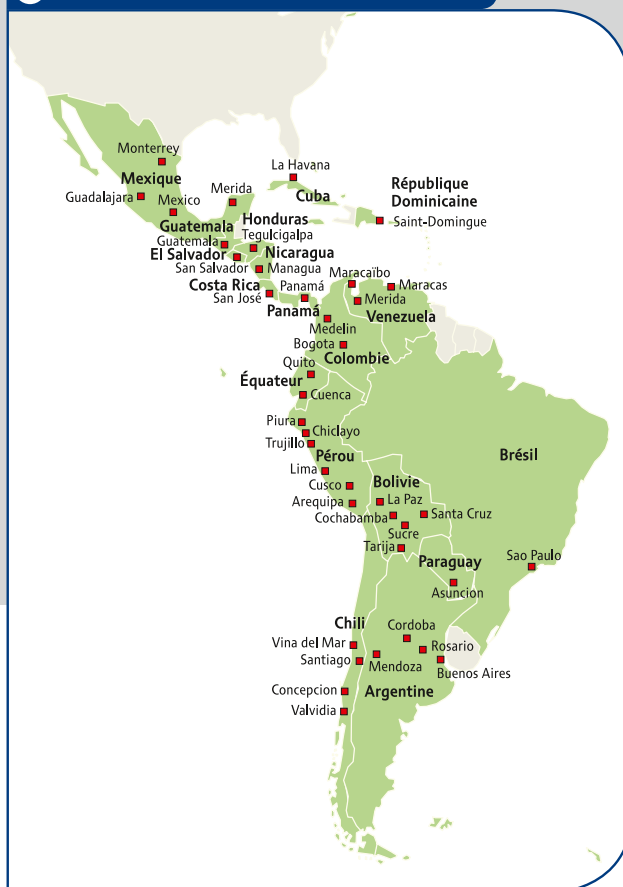 Monterrey
Mexique
La Havana
Cuba
République
Dominicaine
Guadalajara
Mexico
Merida
Saint-Domingue
Honduras
Tegulcigalpa
Guatemala
Guatemala
El Salvador
San Salvador
Nicaragua
Managua
Costa Rica
San José
Panamá
Panamá
Maracaïbo
Maracas
Merida
Venezuela
Medelin
Bogota
Colombie
Quito
Équateur
Cuenca
Piura
Chiclayo
Trujillo
Pérou
Brésil
Lima
Cusco
Bolivie
La Paz
Arequipa
Cochabamba
Santa Cruz
Sucre
Tarija
Paraguay
Sao Paulo
Asuncion
Chili
Cordoba
Vina del Mar
Rosario
Santiago
Mendoza
Buenos Aires
Concepcion
Argentine
Valvidia